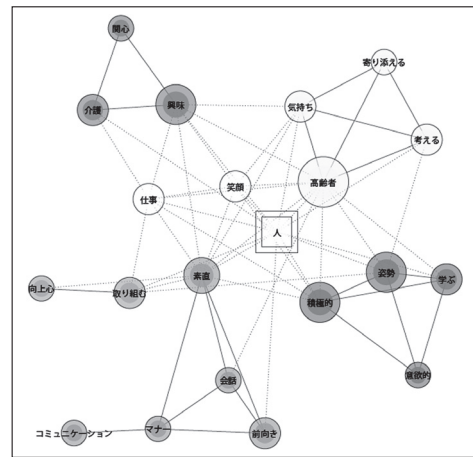 関心
寄り添える
介護
興味
気持ち
考える
高齢者
笑顔
仕事
人
素直
姿勢
学ぶ
向上心
取り組む
積極的
意欲的
会話
コミュニケーション
マナー
前向き